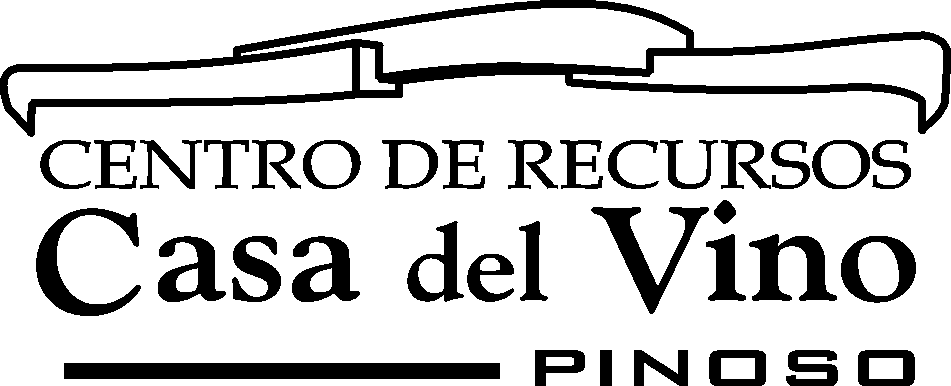 CENTRO DE RECURSOS
Casa del Vino
PINOSO